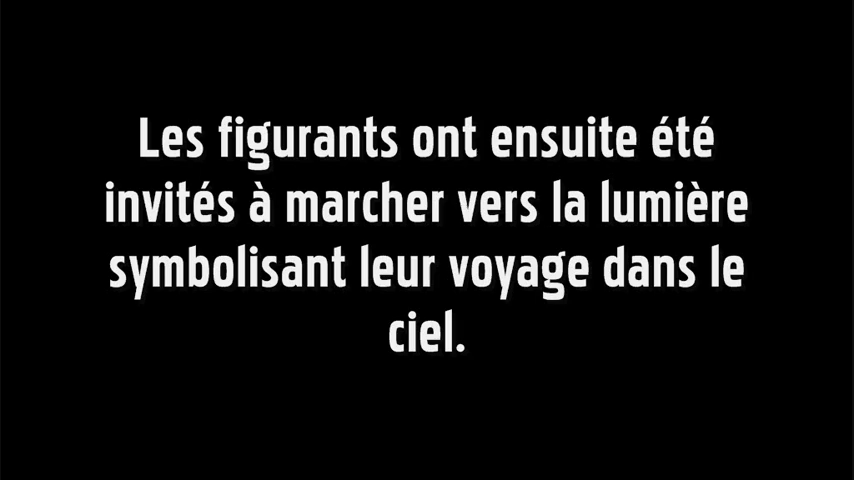 Les figurants ont ensuite été
invités à marcher vers la lumière
symbolisant leur voyage dans le
ciel.